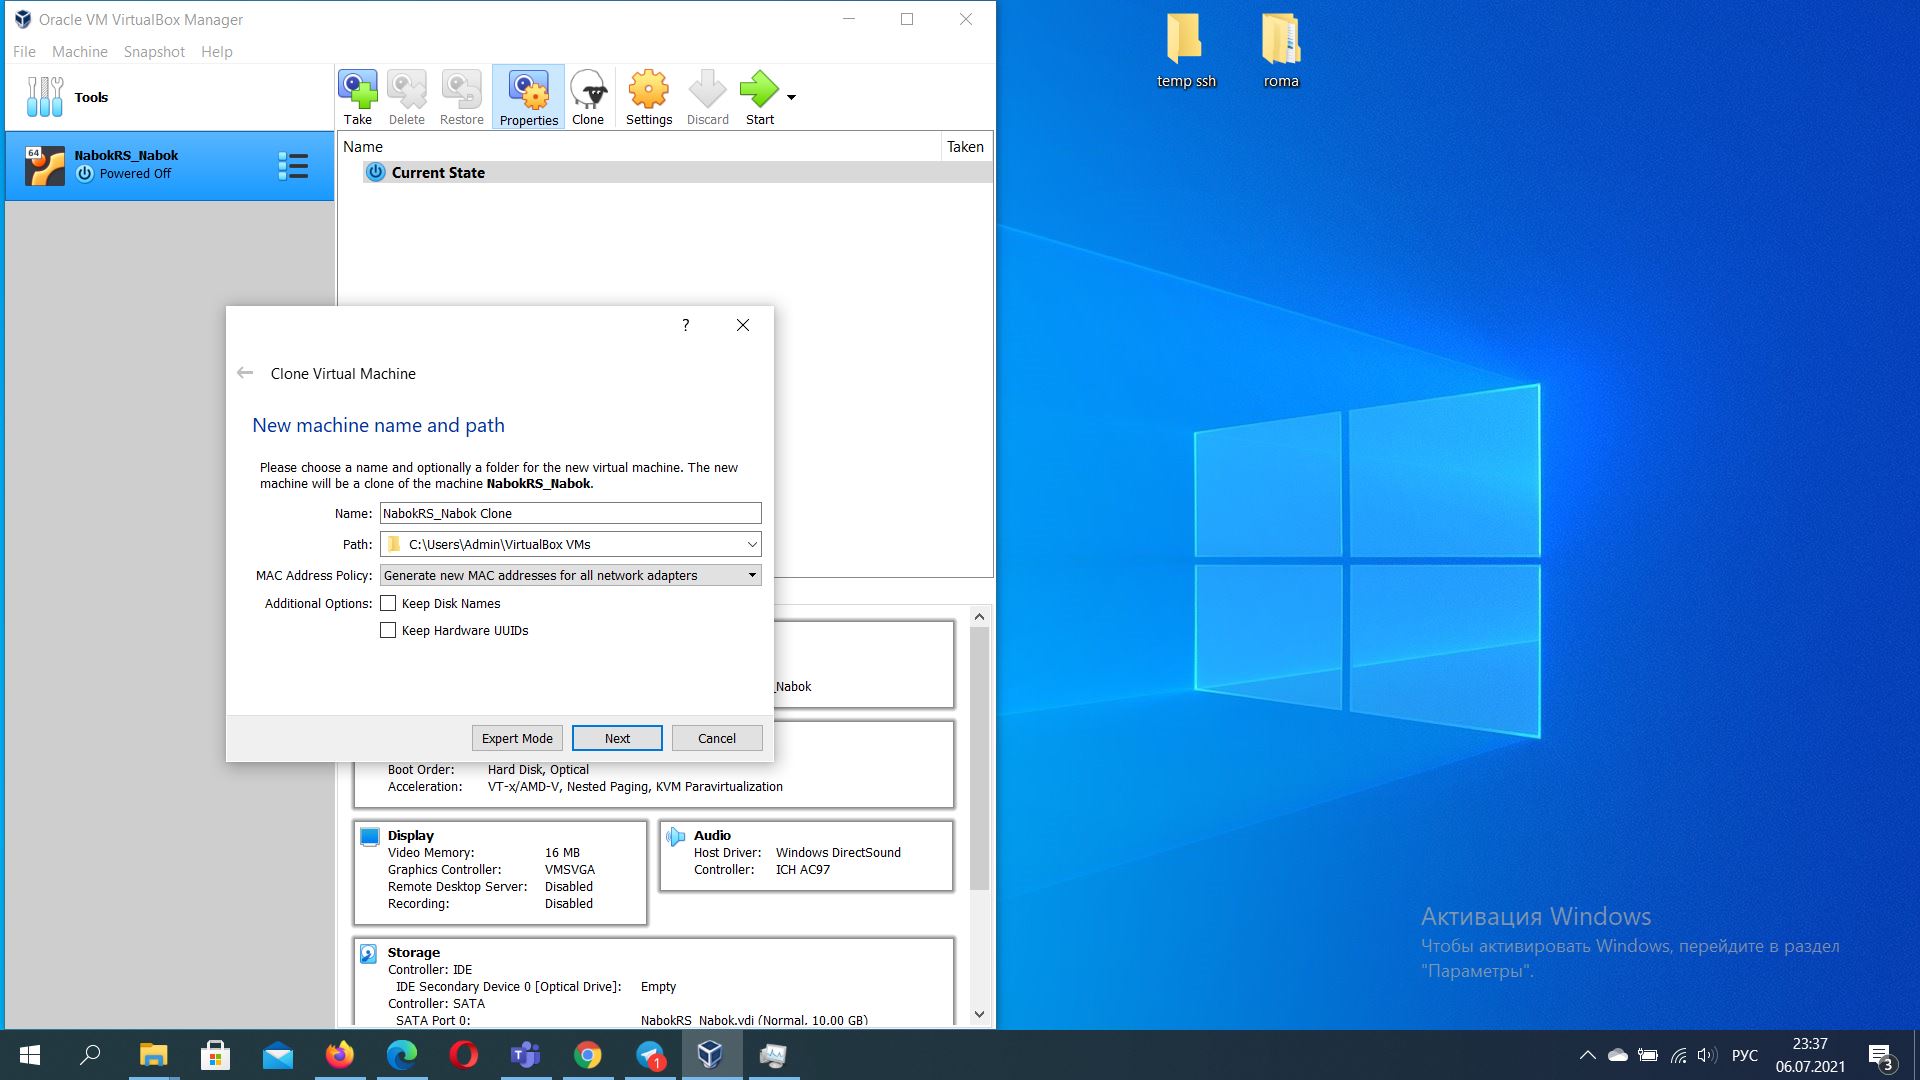 Oracle VM VirtualBox Manager
File Machine Snapshot Help
Tools
Take Delete Restore Properties Clone Settings Discard Start
64
NabokRS_Nabok
Powered Off
Name Taken
Current State
temp ssh
roma
?
Clone Virtual Machine
New machine name and path
Please choose a name and optionally a folder for the new virtual machine. The new
machine will be a clone of the machine NabokRS_Nabok.
Name: NabokRS_Nabok Clone
Path: C:\Users\Admin\VirtualBox VMs
MAC Address Policy: Generate new MAC addresses for all network adapters
Additional Options: Keep Disk Names
Keep Hardware UUIDs
_Nabok
Expert Mode Next Cancel
Boot Order: Hard Disk, Optical
Acceleration: VT-x/AMD-V, Nested Paging, KVM Paravirtualization
Display
Video Memory: 16 MB
Graphics Controller: VMSVGA
Remote Desktop Server: Disabled
Recording: Disabled
Audio
Host Driver: Windows DirectSound
Controller: ICH AC97
Storage
Controller: IDE
IDE Secondary Device 0 [Optical Drive]: Empty
Controller: SATA
SATA Port 0: NabokRS_Nabok.vdi (Normal, 10,00 GB)
Активация Windows
Чтобы активировать Windows, перейдите в раздел
"Параметры".
1
РУС
23:37
06.07.2021
3